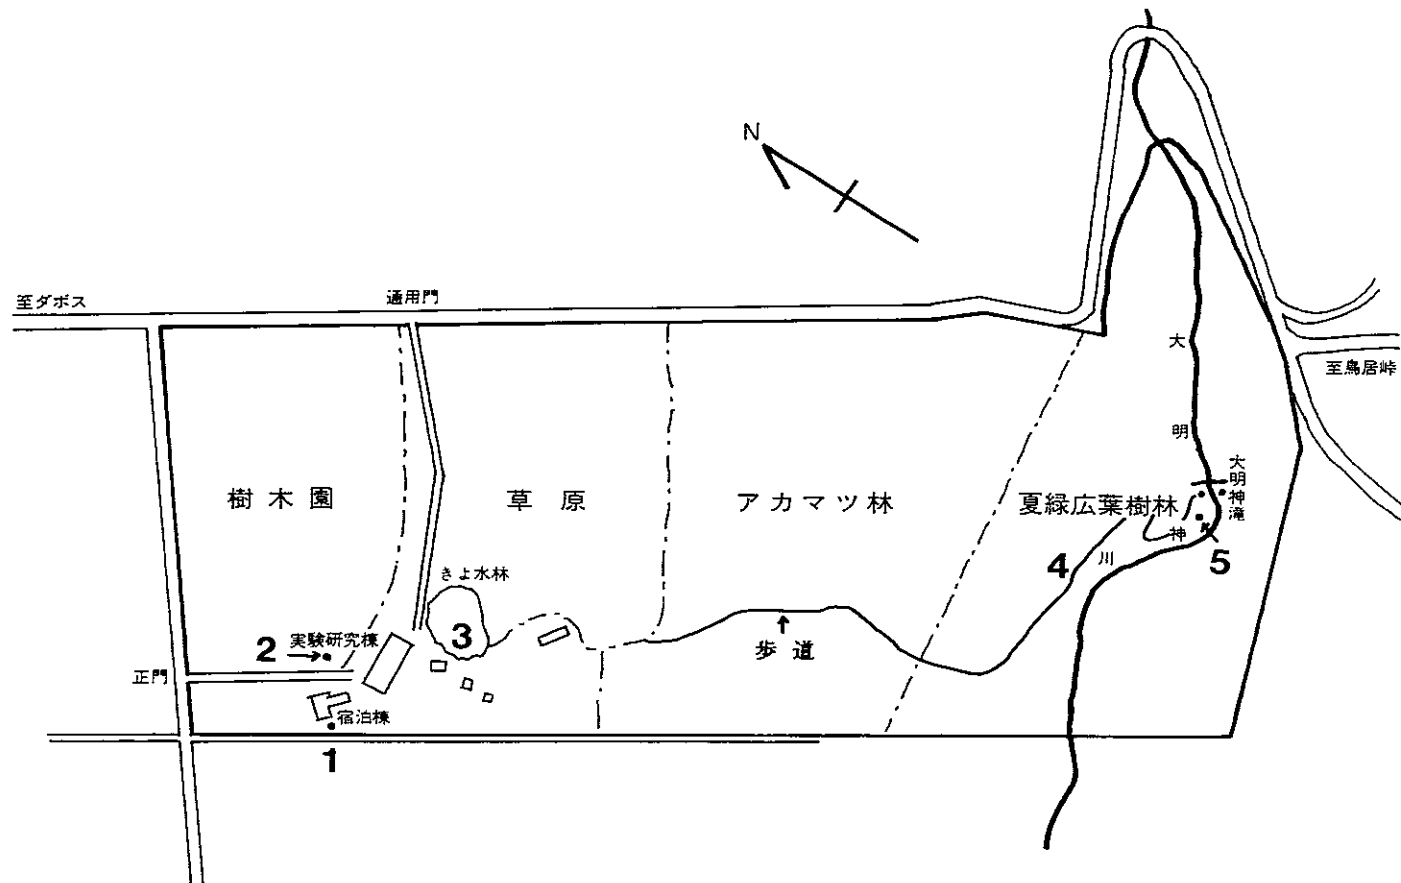 N
至ダボス
通用門
至鳥居峠
大
明
神
川
大明神滝
樹木園
草原
アカマツ林
夏緑広葉樹林
きよ水林
4
5
3
2
実験研究棟
歩道
正門
宿泊棟
1